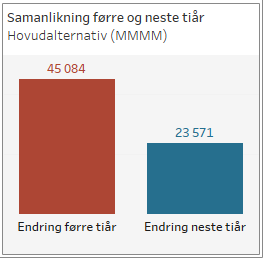 Samanlikning førre og neste tiår
Hovudalternativ (MMMM)
45 084
23 571
Endring førre tiår
Endring neste tiår